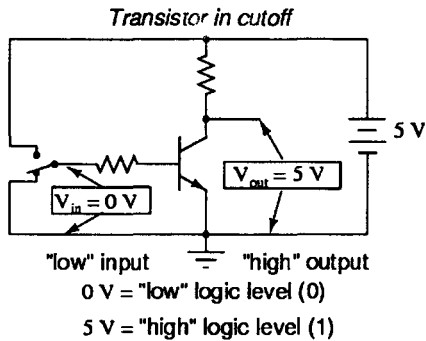 Transistor in cutoff
5 V
V_out = 5 V
V_in = 0 V
"low" input
"high" output
0 V = "low" logic level (0)
5 V = "high" logic level (1)